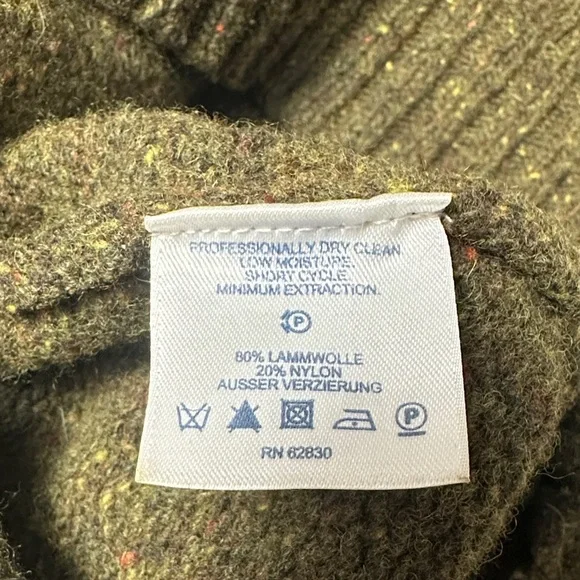 PROFESSIONALLY DRY CLEAN
LOW MOISTURE.
SHORT CYCLE.
MINIMUM EXTRACTION.
P
80% LAMMWOLLE
20% NYLON
AUSSER VERZIERUNG
P
RN 62830